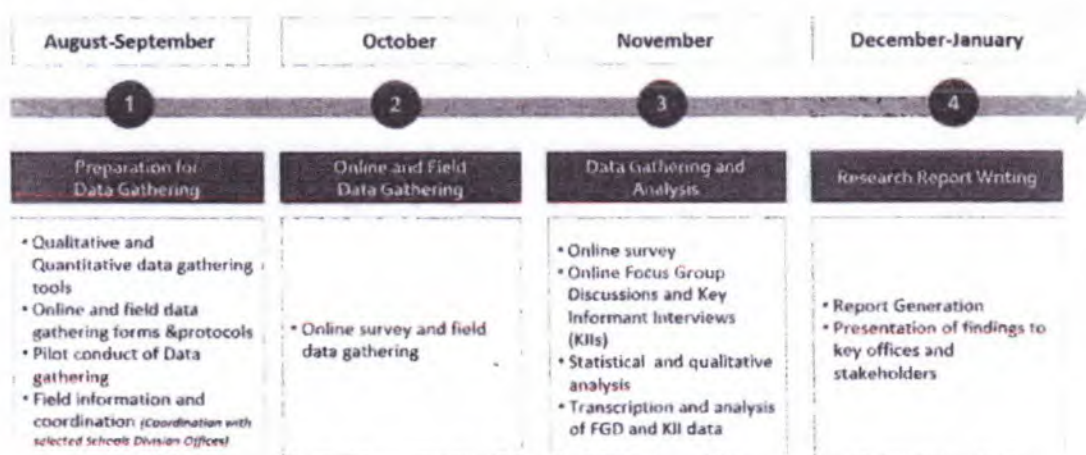 August-September
October
November
December-January
1
2
3
4
Preparation for
Data Gathering
Online and Field
Data Gathering
Data Gathering and
Analysis
Research Report Writing
• Qualitative and
Quantitative data gathering
tools
• Online and field data
gathering forms &protocols
• Pilot conduct of Data
gathering
• Field information and
coordination (Coordination with
selected Schools Division Offices)
• Online survey and field
data gathering
• Online survey
• Online Focus Group
Discussions and Key
Informant Interviews
(KIIs)
• Statistical and qualitative
analysis
• Transcription and analysis
of FGD and KII data
• Report Generation
• Presentation of findings to
key offices and
stakeholders